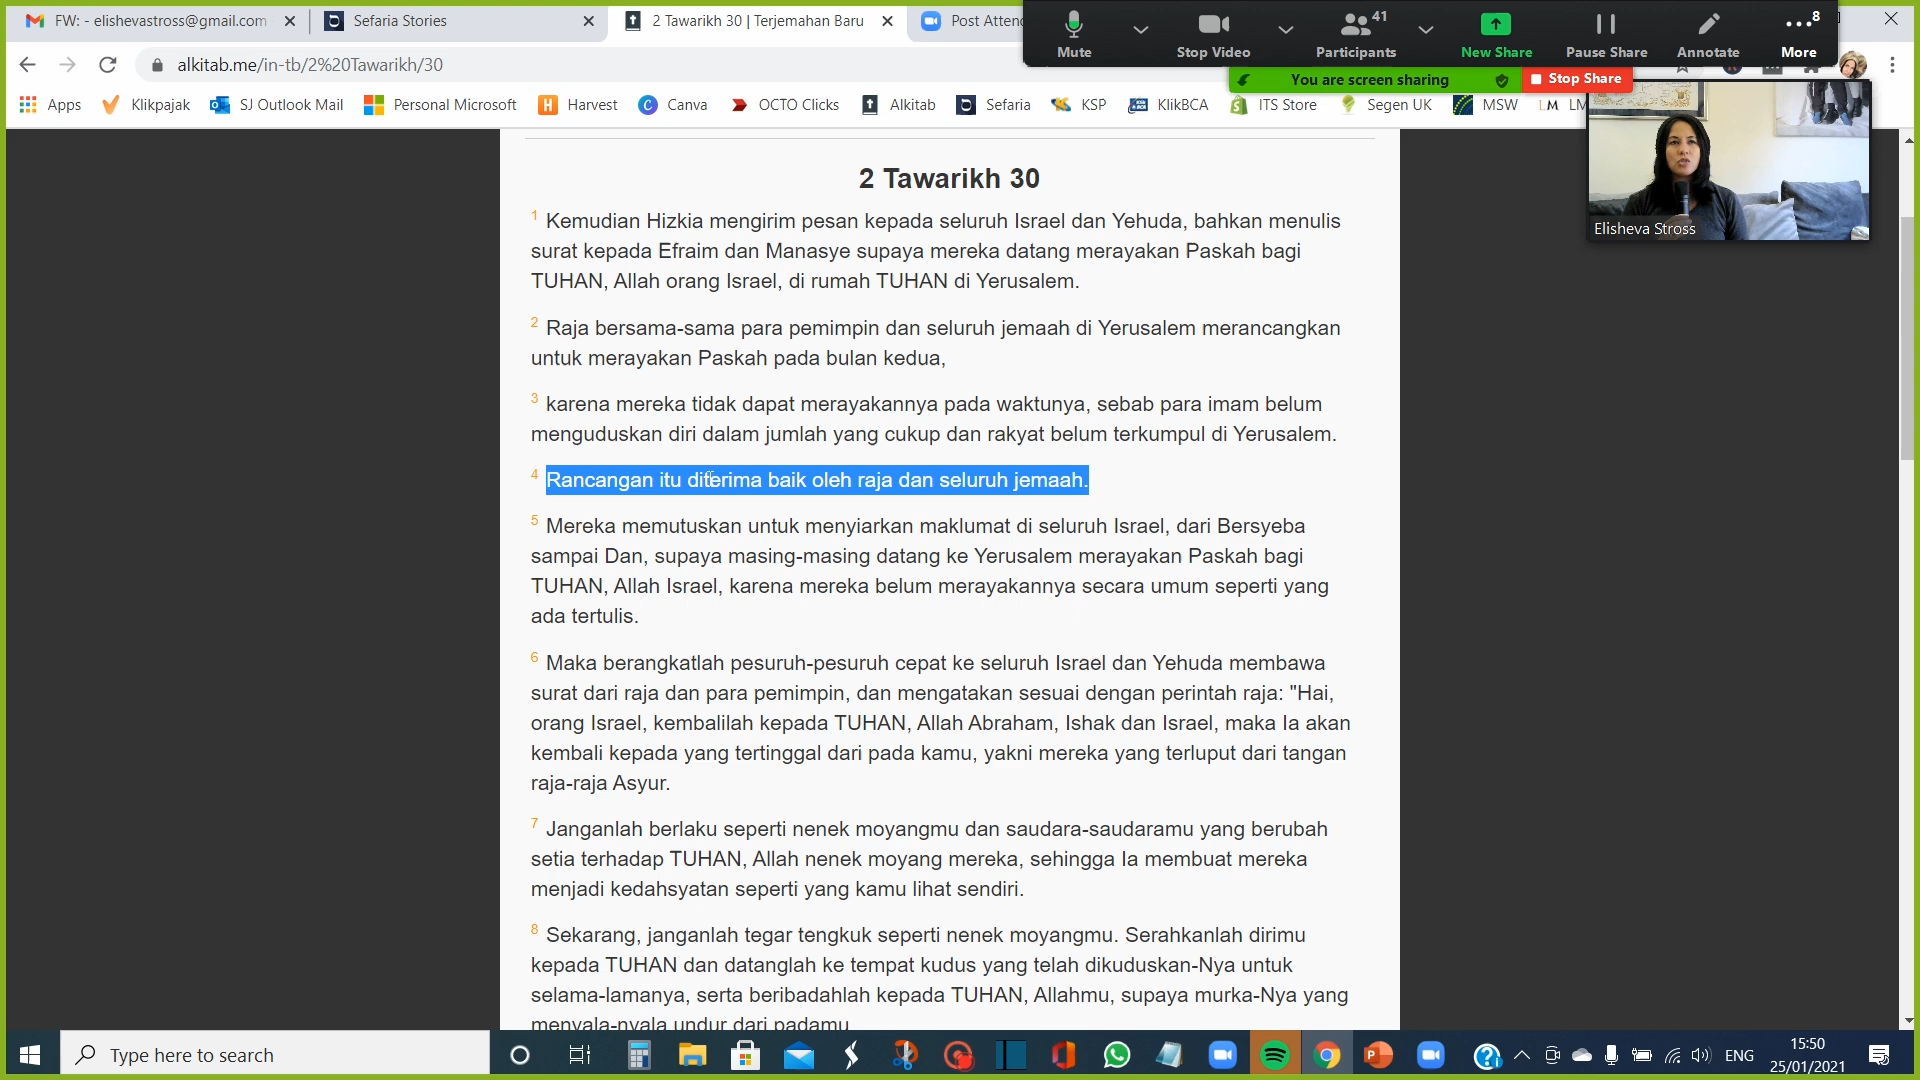 FW: - elishevastross@gmail.com
Sefaria Stories
2 Tawarikh 30 | Terjemahan Baru
Post Attend
Mute
Stop Video
Participants
41
New Share
Pause Share
Annotate
More
8
You are screen sharing
Stop Share
alkitab.me/in-tb/2%20Tawarikh/30
Apps
Klikpajak
SJ Outlook Mail
Personal Microsoft
Harvest
Canva
OCTO Clicks
Alkitab
Sefaria
KSP
KlikBCA
ITS Store
Segen UK
MSW
LM
Elisheva Stross
2 Tawarikh 30
1 Kemudian Hizkia mengirim pesan kepada seluruh Israel dan Yehuda, bahkan menulis
surat kepada Efraim dan Manasye supaya mereka datang merayakan Paskah bagi
TUHAN, Allah orang Israel, di rumah TUHAN di Yerusalem.
2 Raja bersama-sama para pemimpin dan seluruh jemaah di Yerusalem merancangkan
untuk merayakan Paskah pada bulan kedua,
3 karena mereka tidak dapat merayakannya pada waktunya, sebab para imam belum
menguduskan diri dalam jumlah yang cukup dan rakyat belum terkumpul di Yerusalem.
4 Rancangan itu diterima baik oleh raja dan seluruh jemaah.
5 Mereka memutuskan untuk menyiarkan maklumat di seluruh Israel, dari Bersyeba
sampai Dan, supaya masing-masing datang ke Yerusalem merayakan Paskah bagi
TUHAN, Allah Israel, karena mereka belum merayakannya secara umum seperti yang
ada tertulis.
6 Maka berangkatlah pesuruh-pesuruh cepat ke seluruh Israel dan Yehuda membawa
surat dari raja dan para pemimpin, dan mengatakan sesuai dengan perintah raja: "Hai,
orang Israel, kembalilah kepada TUHAN, Allah Abraham, Ishak dan Israel, maka Ia akan
kembali kepada yang tertinggal dari pada kamu, yakni mereka yang terluput dari tangan
raja-raja Asyur.
7 Janganlah berlaku seperti nenek moyangmu dan saudara-saudaramu yang berubah
setia terhadap TUHAN, Allah nenek moyang mereka, sehingga Ia membuat mereka
menjadi kedahsyatan seperti yang kamu lihat sendiri.
8 Sekarang, janganlah tegar tengkuk seperti nenek moyangmu. Serahkanlah dirimu
kepada TUHAN dan datanglah ke tempat kudus yang telah dikuduskan-Nya untuk
selama-lamanya, serta beribadahlah kepada TUHAN, Allahmu, supaya murka-Nya yang
menyala-nyala undur dari padamu
Type here to search
ENG
15:50
25/01/2021